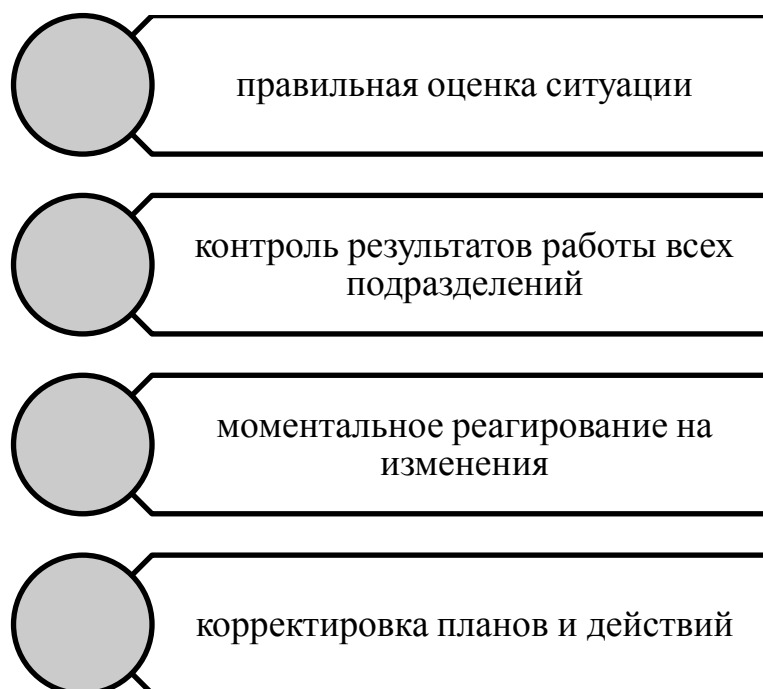 правильная оценка ситуации
контроль результатов работы всех
подразделений
моментальное реагирование на
изменения
корректировка планов и действий